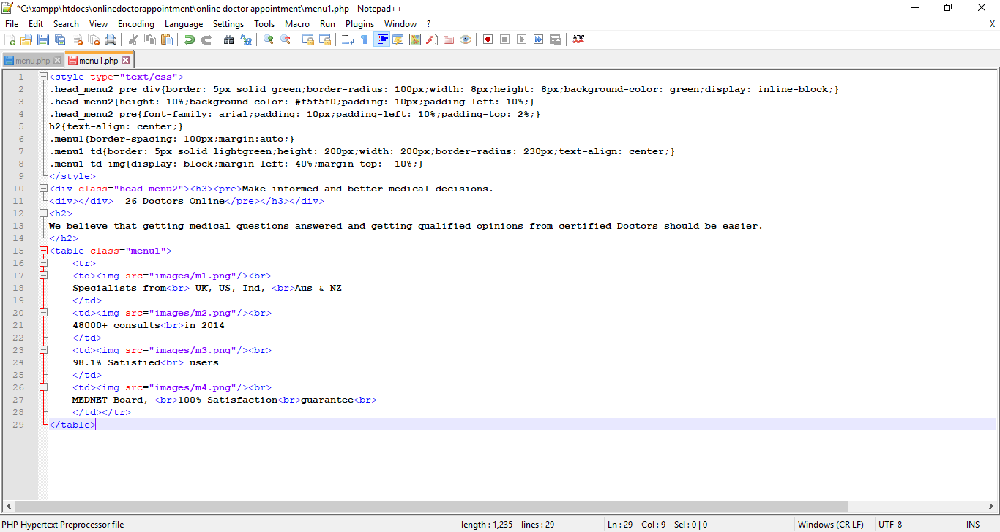 *C:\xampp\htdocs\onlinedoctorappointment\online doctor appointment\menu1.php - Notepad++
File Edit Search View Encoding Language Settings Tools Macro Run Plugins Window ? X
ABC
menu.php menu1.php
1 <style type="text/css">
2 .head_menu2 pre div{border: 5px solid green;border-radius: 100px;width: 8px;height: 8px;background-color: green;display: inline-block;}
3 .head_menu2{height: 10%;background-color: #f5f5f0;padding: 10px;padding-left: 10%;}
4 .head_menu2 pre{font-family: arial;padding: 10px;padding-left: 10%;padding-top: 2%;}
5 h2{text-align: center;}
6 .menu1{border-spacing: 100px;margin:auto;}
7 .menu1 td{border: 5px solid lightgreen;height: 200px;width: 200px;border-radius: 230px;text-align: center;}
8 .menu1 td img{display: block;margin-left: 40%;margin-top: -10%;}
9 </style>
10 <div class="head_menu2"><h3><pre>Make informed and better medical decisions.
11 <div></div>  26 Doctors Online</pre></h3></div>
12 <h2>
13 We believe that getting medical questions answered and getting qualified opinions from certified Doctors should be easier.
14 </h2>
15 <table class="menu1">
16     <tr>
17     <td><img src="images/m1.png"/><br>
18     Specialists from<br> UK, US, Ind, <br>Aus & NZ
19     </td>
20     <td><img src="images/m2.png"/><br>
21     48000+ consults<br>in 2014
22     </td>
23     <td><img src="images/m3.png"/><br>
24     98.1% Satisfied<br> users
25     </td>
26     <td><img src="images/m4.png"/><br>
27     MEDNET Board, <br>100% Satisfaction<br>guarantee<br>
28     </td></tr>
29 </table>
PHP Hypertext Preprocessor file length : 1,235 lines : 29 Ln : 29 Col : 9 Sel : 0 | 0 Windows (CR LF) UTF-8 INS